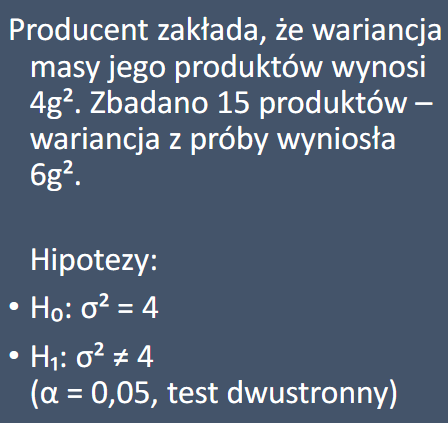 Producent zakłada, że wariancja
masy jego produktów wynosi
4g². Zbadano 15 produktów –
wariancja z próby wyniosła
6g².
Hipotezy:
• H₀: σ² = 4
• H₁: σ² ≠ 4
(α = 0,05, test dwustronny)